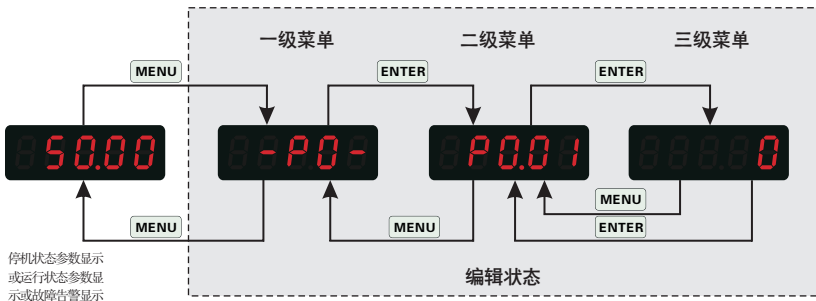 一级菜单
二级菜单
三级菜单
MENU
ENTER
ENTER
50.00
-P0-
P0.01
0
MENU
MENU
MENU
ENTER
停机状态参数显示
或运行状态参数显
示或故障告警显示
编辑状态